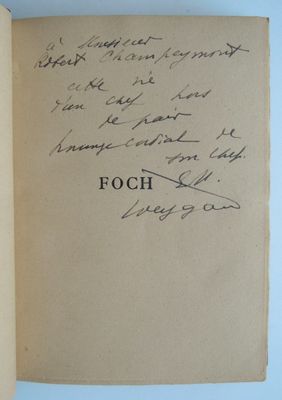 à Monsieur
Robert Champeymont
cette vie
d'un chef hors
de pair
hommage cordial de
son chef.
FOCH
E.M.
Weygand